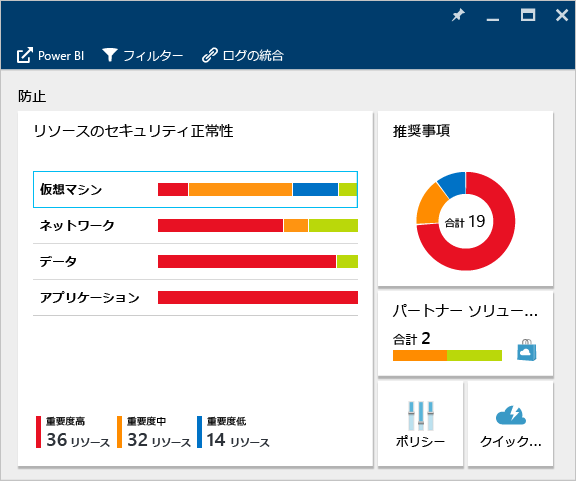 Power BI
フィルター
ログの統合
防止
リソースのセキュリティ正常性
仮想マシン
ネットワーク
データ
アプリケーション
重要度高
36 リソース
重要度中
32 リソース
重要度低
14 リソース
推奨事項
合計 19
パートナー ソリュー...
合計 2
ポリシー
クイック...